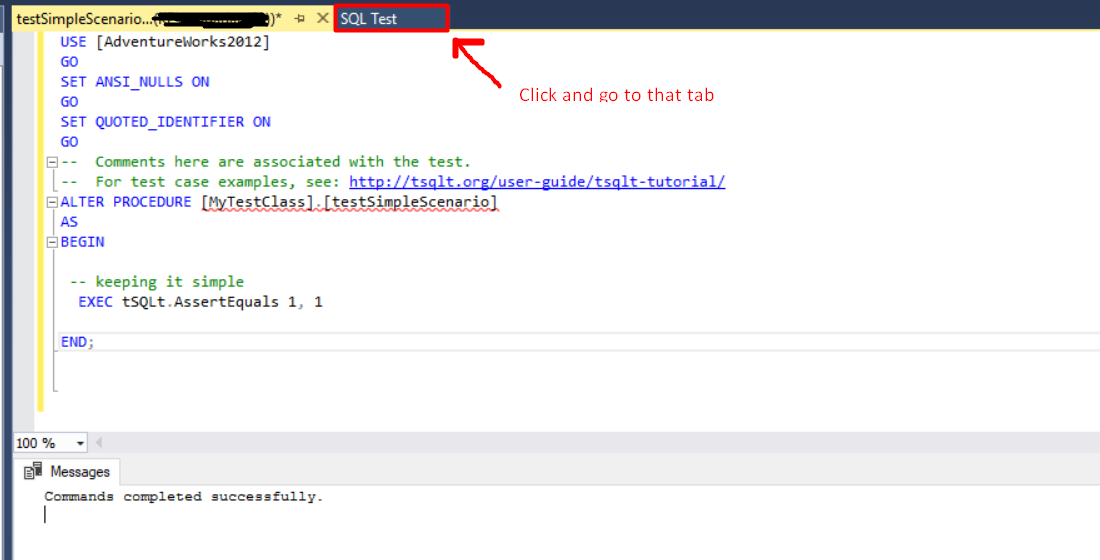 testSimpleScenario...( ))* SQL Test
USE [AdventureWorks2012]
GO
SET ANSI_NULLS ON
GO
SET QUOTED_IDENTIFIER ON
GO
-- Comments here are associated with the test.
-- For test case examples, see: http://tsqlt.org/user-guide/tsqlt-tutorial/
ALTER PROCEDURE [MyTestClass].[testSimpleScenario]
AS
BEGIN
-- keeping it simple
EXEC tSQLt.AssertEquals 1, 1
END;
Click and go to that tab
100 %
Messages
Commands completed successfully.